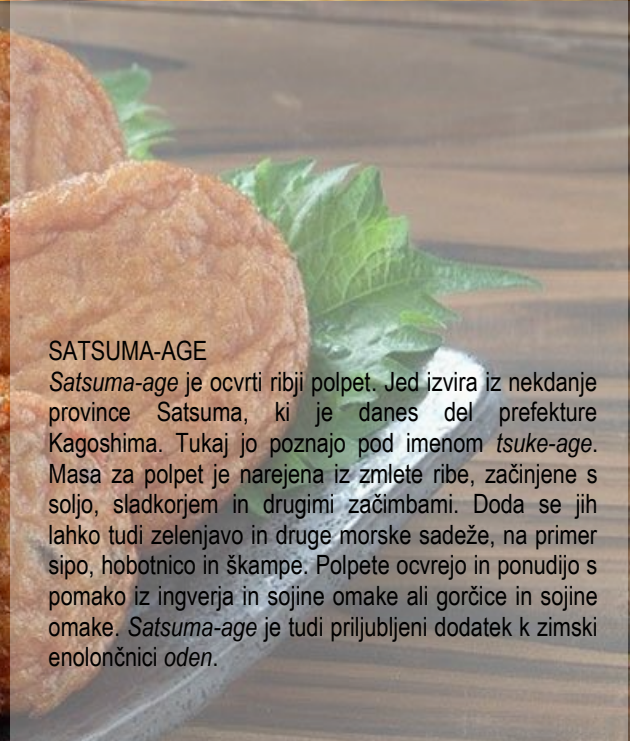 SATSUMA-AGE
Satsuma-age je ocvrti ribji polpet. Jed izvira iz nekdanje
province Satsuma, ki je danes del prefekture
Kagoshima. Tukaj jo poznajo pod imenom tsuke-age.
Masa za polpet je narejena iz zmlete ribe, začinjene s
soljo, sladkorjem in drugimi začimbami. Doda se jih
lahko tudi zelenjavo in druge morske sadeže, na primer
sipo, hobotnico in škampe. Polpete ocvrejo in ponudijo s
pomako iz ingverja in sojine omake ali gorčice in sojine
omake. Satsuma-age je tudi priljubljeni dodatek k zimski
enolončnici oden.